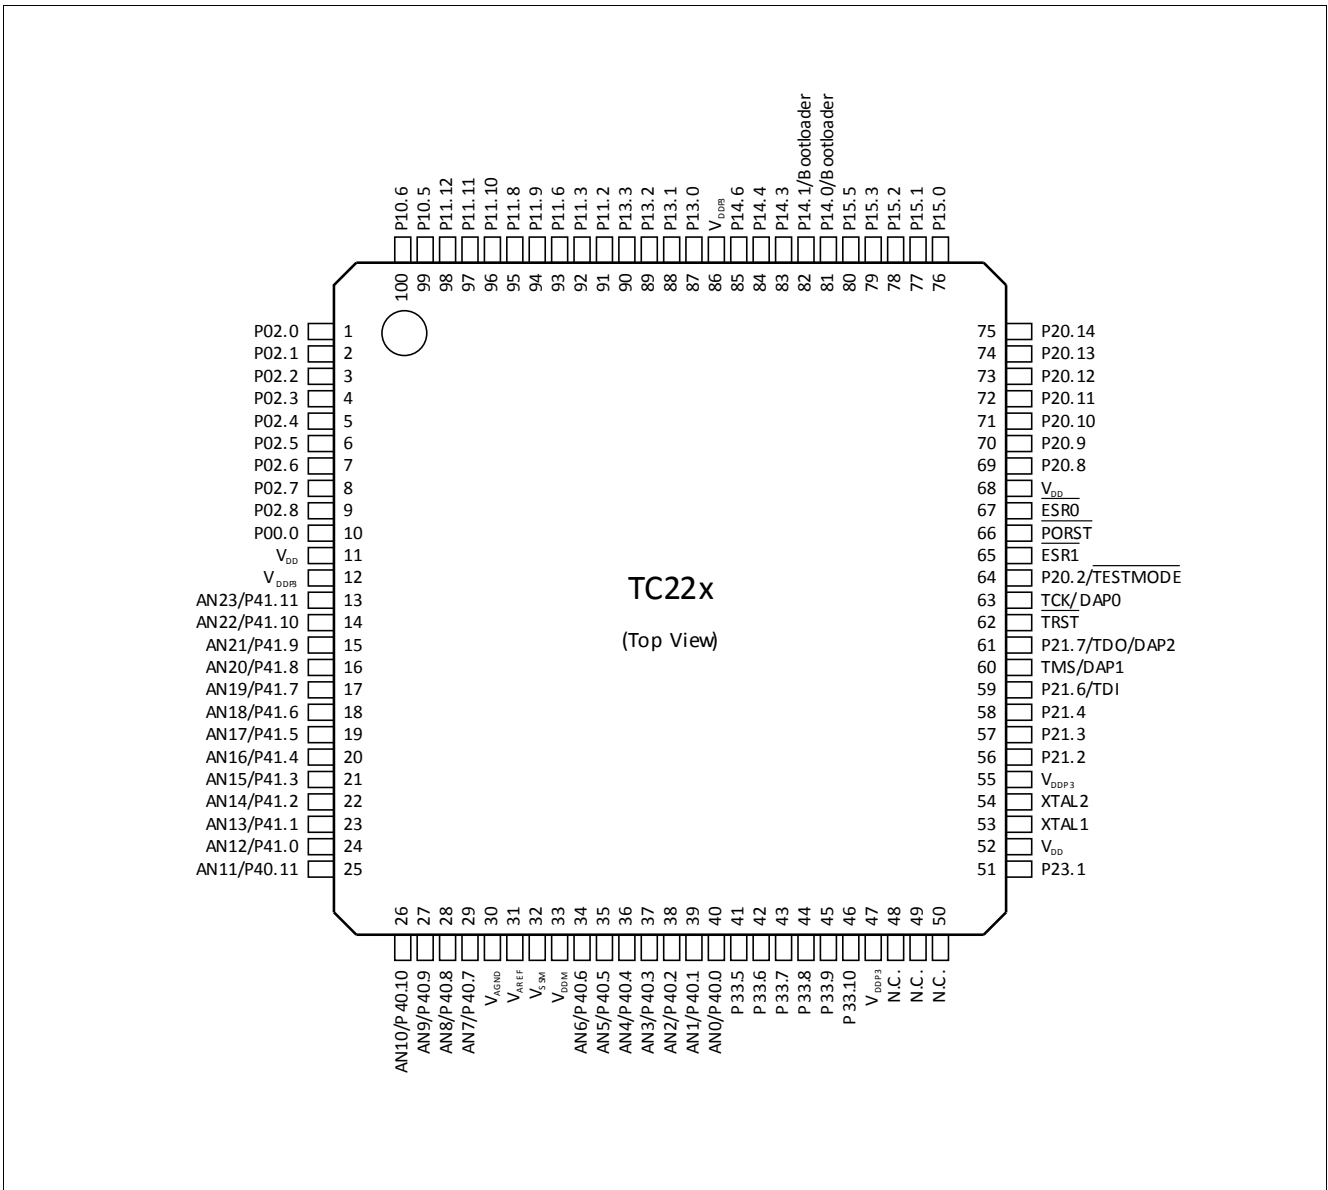 P10.6
P10.5
P11.12
P11.11
P11.10
P11.8
P11.9
P11.6
P11.3
P11.2
P13.3
P13.2
P13.1
P13.0
VDDP3
P14.6
P14.4
P14.3
P14.1/Bootloader
P14.0/Bootloader
P15.5
P15.3
P15.2
P15.1
P15.0
100
99
98
97
96
95
94
93
92
91
90
89
88
87
86
85
84
83
82
81
80
79
78
77
76
P02.0 1
P02.1 2
P02.2 3
P02.3 4
P02.4 5
P02.5 6
P02.6 7
P02.7 8
P02.8 9
P00.0 10
VDD 11
VDDP3 12
AN23/P41.11 13
AN22/P41.10 14
AN21/P41.9 15
AN20/P41.8 16
AN19/P41.7 17
AN18/P41.6 18
AN17/P41.5 19
AN16/P41.4 20
AN15/P41.3 21
AN14/P41.2 22
AN13/P41.1 23
AN12/P41.0 24
AN11/P40.11 25
TC22x
(Top View)
75 P20.14
74 P20.13
73 P20.12
72 P20.11
71 P20.10
70 P20.9
69 P20.8
68 VDD
67 ESR0
66 PORST
65 ESR1
64 P20.2/TESTMODE
63 TCK/DAP0
62 TRST
61 P21.7/TDO/DAP2
60 TMS/DAP1
59 P21.6/TDI
58 P21.4
57 P21.3
56 P21.2
55 VDDP3
54 XTAL2
53 XTAL1
52 VDD
51 P23.1
26
27
28
29
30
31
32
33
34
35
36
37
38
39
40
41
42
43
44
45
46
47
48
49
50
AN10/P40.10
AN9/P40.9
AN8/P40.8
AN7/P40.7
VAGND
VAREF
VSSM
VDDM
AN6/P40.6
AN5/P40.5
AN4/P40.4
AN3/P40.3
AN2/P40.2
AN1/P40.1
AN0/P40.0
P33.5
P33.6
P33.7
P33.8
P33.9
P33.10
VDDP3
N.C.
N.C.
N.C.